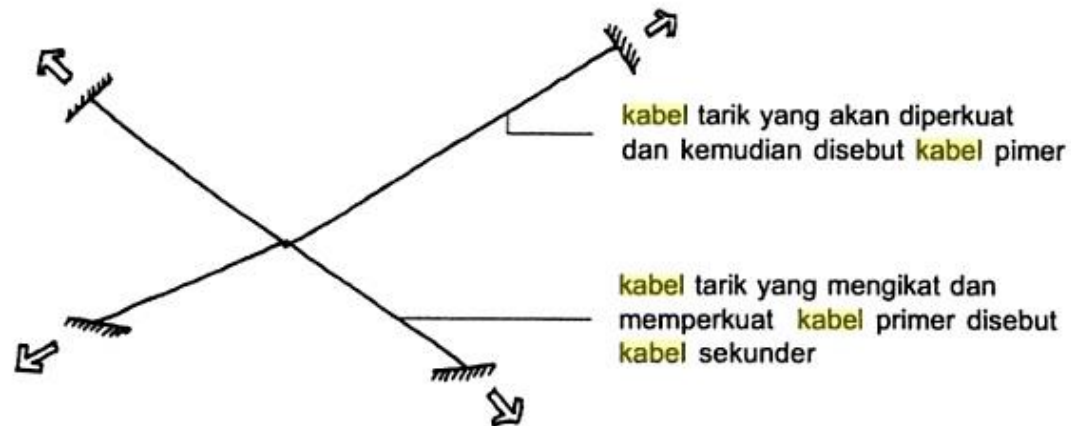 kabel tarik yang akan diperkuat
dan kemudian disebut kabel pimer
kabel tarik yang mengikat dan
memperkuat kabel primer disebut
kabel sekunder